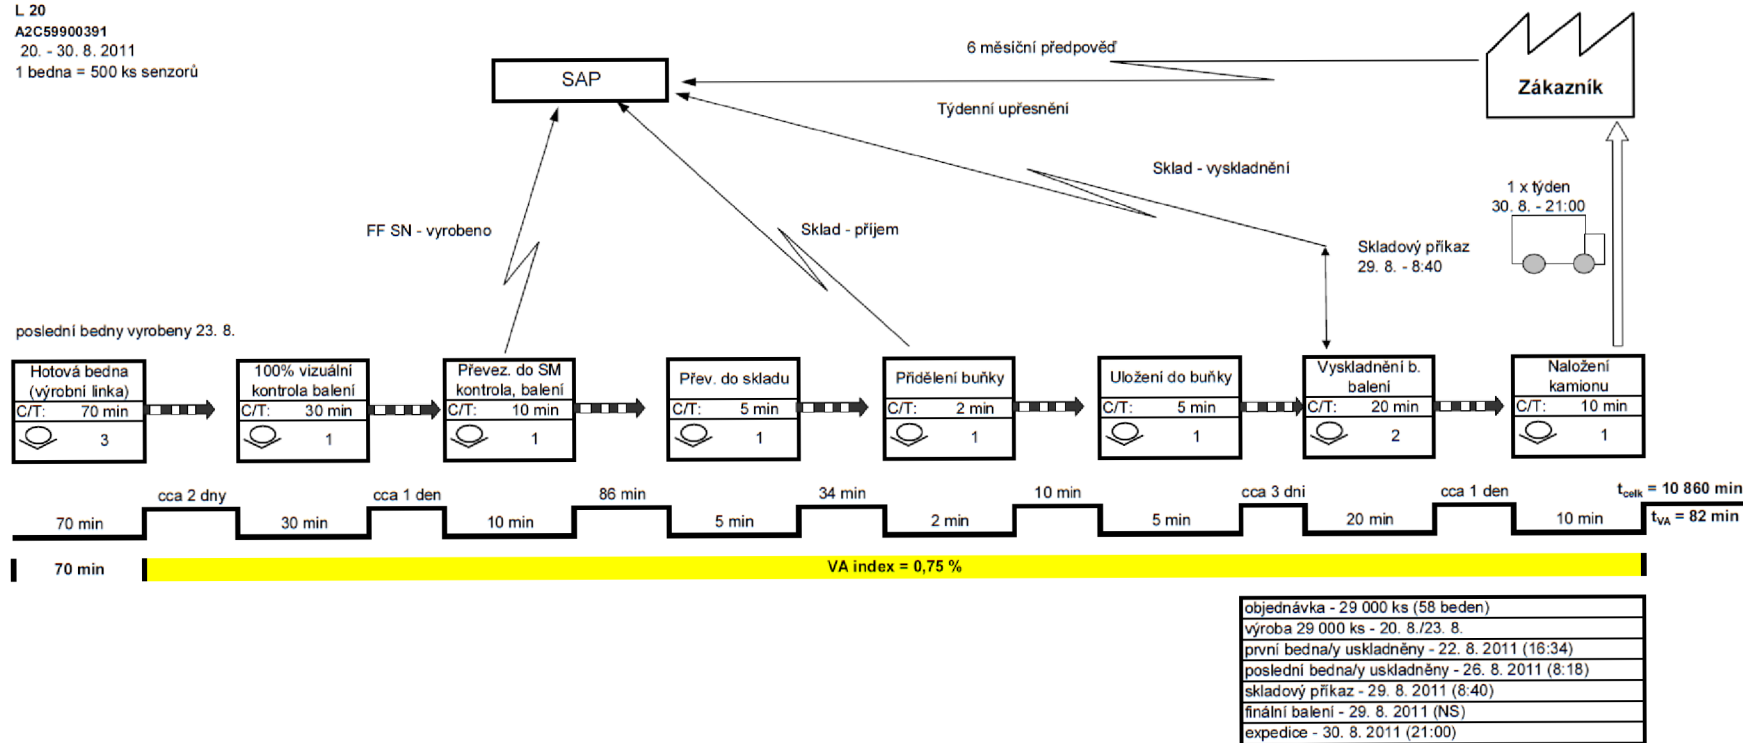 L 20
A2C59900391
20. - 30. 8. 2011
1 bedna = 500 ks senzorů
SAP
6 měsíční předpověď
Týdenní upřesnění
Zákazník
Sklad - vyskladnění
1 x týden
30. 8. - 21:00
FF SN - vyrobeno
Sklad - příjem
Skladový příkaz
29. 8. - 8:40
poslední bedny vyrobeny 23. 8.
Hotová bedna
(výrobní linka)
C/T: 70 min
3
100% vizuální
kontrola balení
C/T: 30 min
1
Převez. do SM
kontrola, balení
C/T: 10 min
1
Přev. do skladu
C/T: 5 min
1
Přidělení buňky
C/T: 2 min
1
Uložení do buňky
C/T: 5 min
1
Vyskladnění b.
balení
C/T: 20 min
2
Naložení
kamionu
C/T: 10 min
1
cca 2 dny
cca 1 den
86 min
34 min
10 min
cca 3 dni
cca 1 den
tcelk = 10 860 min
70 min
30 min
10 min
5 min
2 min
5 min
20 min
10 min
tVA = 82 min
70 min
VA index = 0,75 %
objednávka - 29 000 ks (58 beden)
výroba 29 000 ks - 20. 8./23. 8.
první bedna/y uskladněny - 22. 8. 2011 (16:34)
poslední bedna/y uskladněny - 26. 8. 2011 (8:18)
skladový příkaz - 29. 8. 2011 (8:40)
finální balení - 29. 8. 2011 (NS)
expedice - 30. 8. 2011 (21:00)